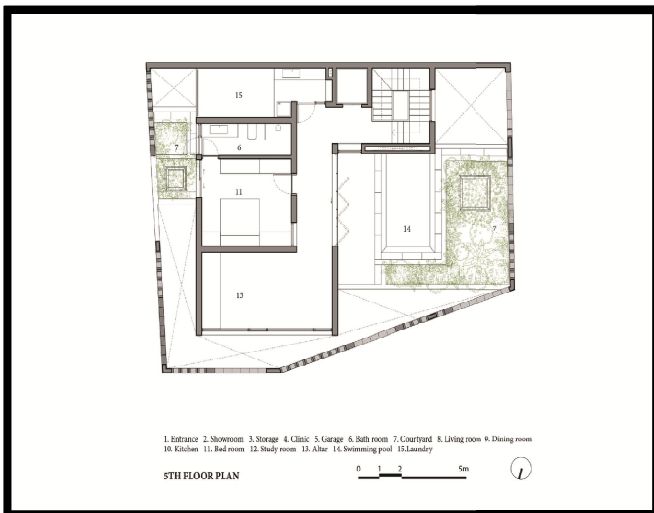 15
7
6
11
14
7
13
1. Entrance 2. Showroom 3. Storage 4. Clinic 5. Garage 6. Bath room 7. Courtyard 8. Living room 9. Dining room
10. Kitchen 11. Bed room 12. Study room 13. Altar 14. Swimming pool 15.Laundry
5TH FLOOR PLAN
0 1 2 5m